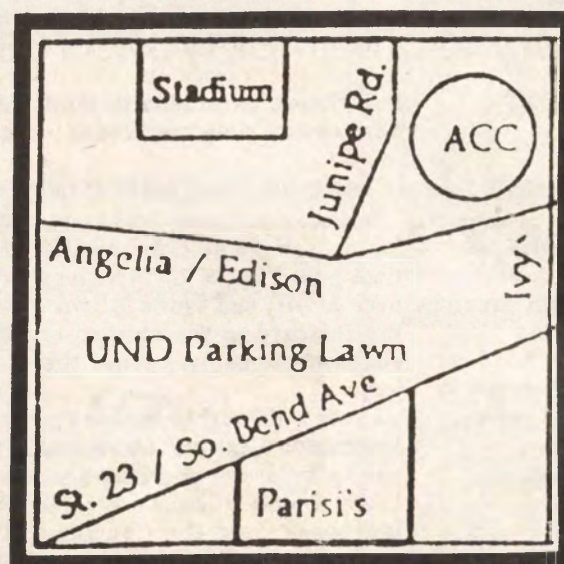 Stadium
Junipe Rd.
ACC
Angelia / Edison
Ivy.
UND Parking Lawn
St. 23 / So. Bend Ave
Parisi's